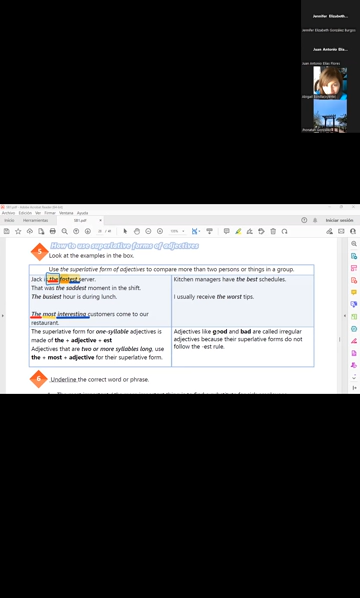 Jennifer Elizabeth...
Jennifer Elizabeth González Burgos
Juan Antonio Elia...
Juan Antonio Elias Flores
Archivo Edición Ver Firmar Ventana Ayuda
Inicio Herramientas
Iniciar sesión
5 How to use superlative forms of adjectives
Look at the examples in the box.
Use the superlative form of adjectives to compare more than two persons or things in a group.
Jack is the fastest server.
That was the saddest moment in the shift.
The busiest hour is during lunch.
The most interesting customers come to our
restaurant.
Kitchen managers have the best schedules.
I usually receive the worst tips.
The superlative form for one-syllable adjectives is
made of the + adjective + est
Adjectives that are two or more syllables long, use
the + most + adjective for their superlative form.
Adjectives like good and bad are called irregular
adjectives because their superlative forms do not
follow the -est rule.
6 Underline the correct word or phrase.